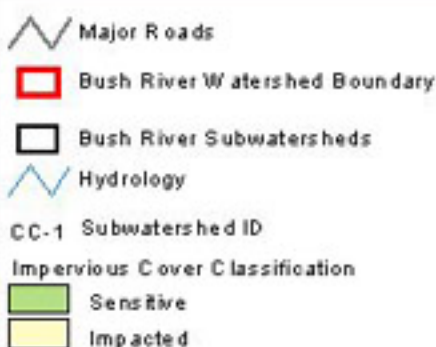 Major Roads
Bush River Watershed Boundary
Bush River Subwatersheds
Hydrology
CC-1 Subwatershed ID
Impervious Cover Classification
Sensitive
Impacted